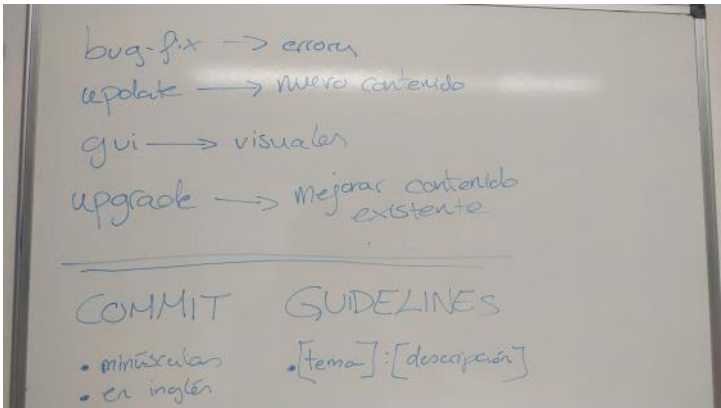 bug-fix -> errores
update -> nuevo contenido
gui -> visuales
upgrade -> mejorar contenido
existente
COMMIT GUIDELINES
• minúsculas •[tema]:[descripción]
• en inglés